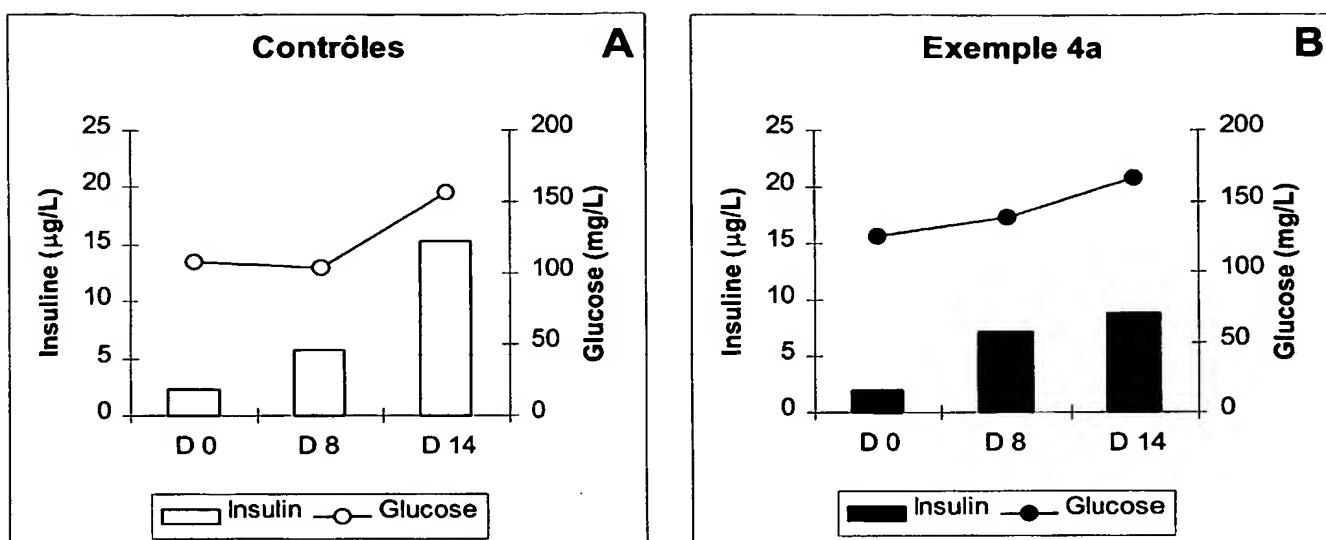 Contrôles
A
Insuline (µg/L)
25
20
15
10
5
0
200
150
100
50
0
Glucose (mg/L)
D 0
D 8
D 14
Insulin
Glucose
Exemple 4a
B
Insuline (µg/L)
25
20
15
10
5
0
200
150
100
50
0
Glucose (mg/L)
D 0
D 8
D 14
Insulin
Glucose